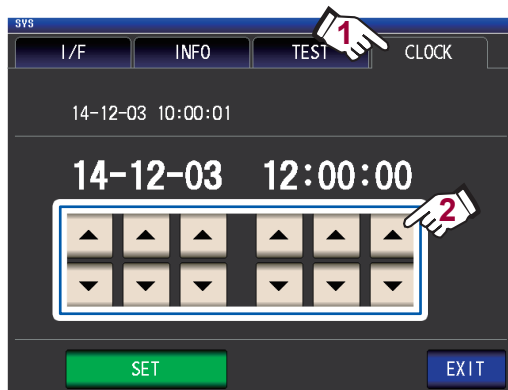 SYS
I/F INFO TEST CLOCK
1
14-12-03 10:00:01
14-12-03 12:00:00
2
SET EXIT